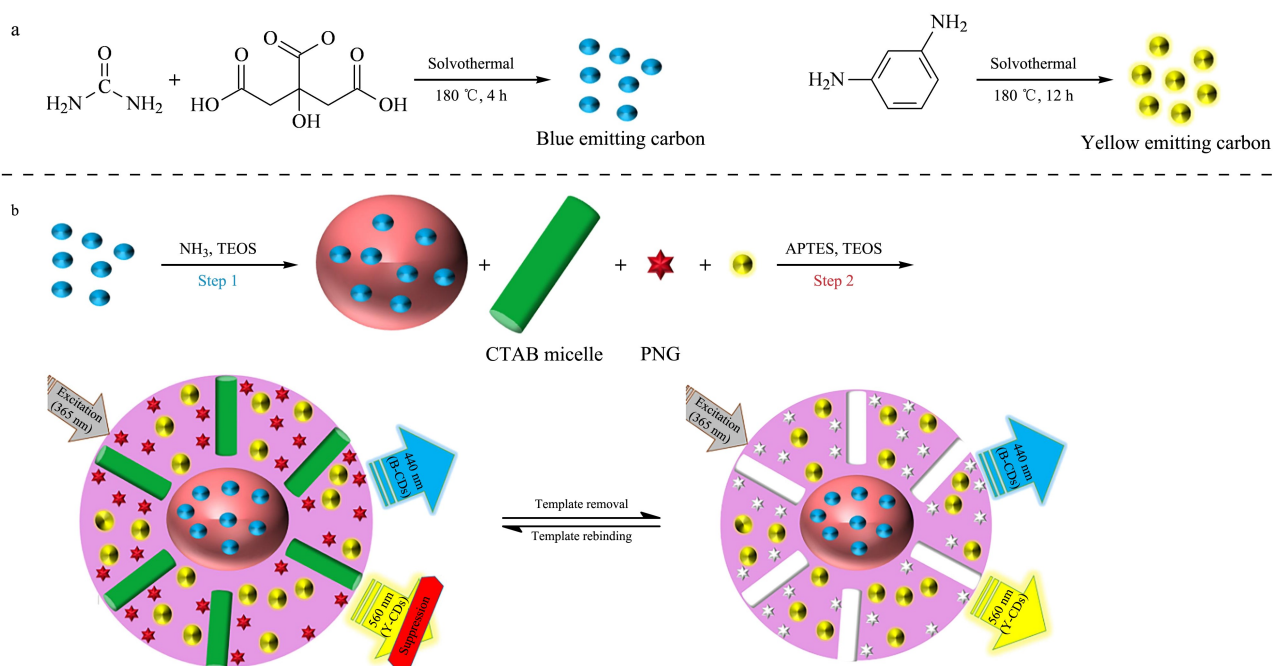 a
O
H₂N
NH₂
+
O
O
O
O
HO
OH
OH
Solvothermal
180 ℃, 4 h
Blue emitting carbon
H₂N
NH₂
Solvothermal
180 ℃, 12 h
Yellow emitting carbon
b
NH₃, TEOS
Step 1
+
CTAB micelle
+
PNG
+
APTES, TEOS
Step 2
Excitation
(365 nm)
440 nm
(B-CDs)
560 nm
(Y-CDs)
Suppression
Template removal
Template rebinding
Excitation
(365 nm)
440 nm
(B-CDs)
560 nm
(Y-CDs)